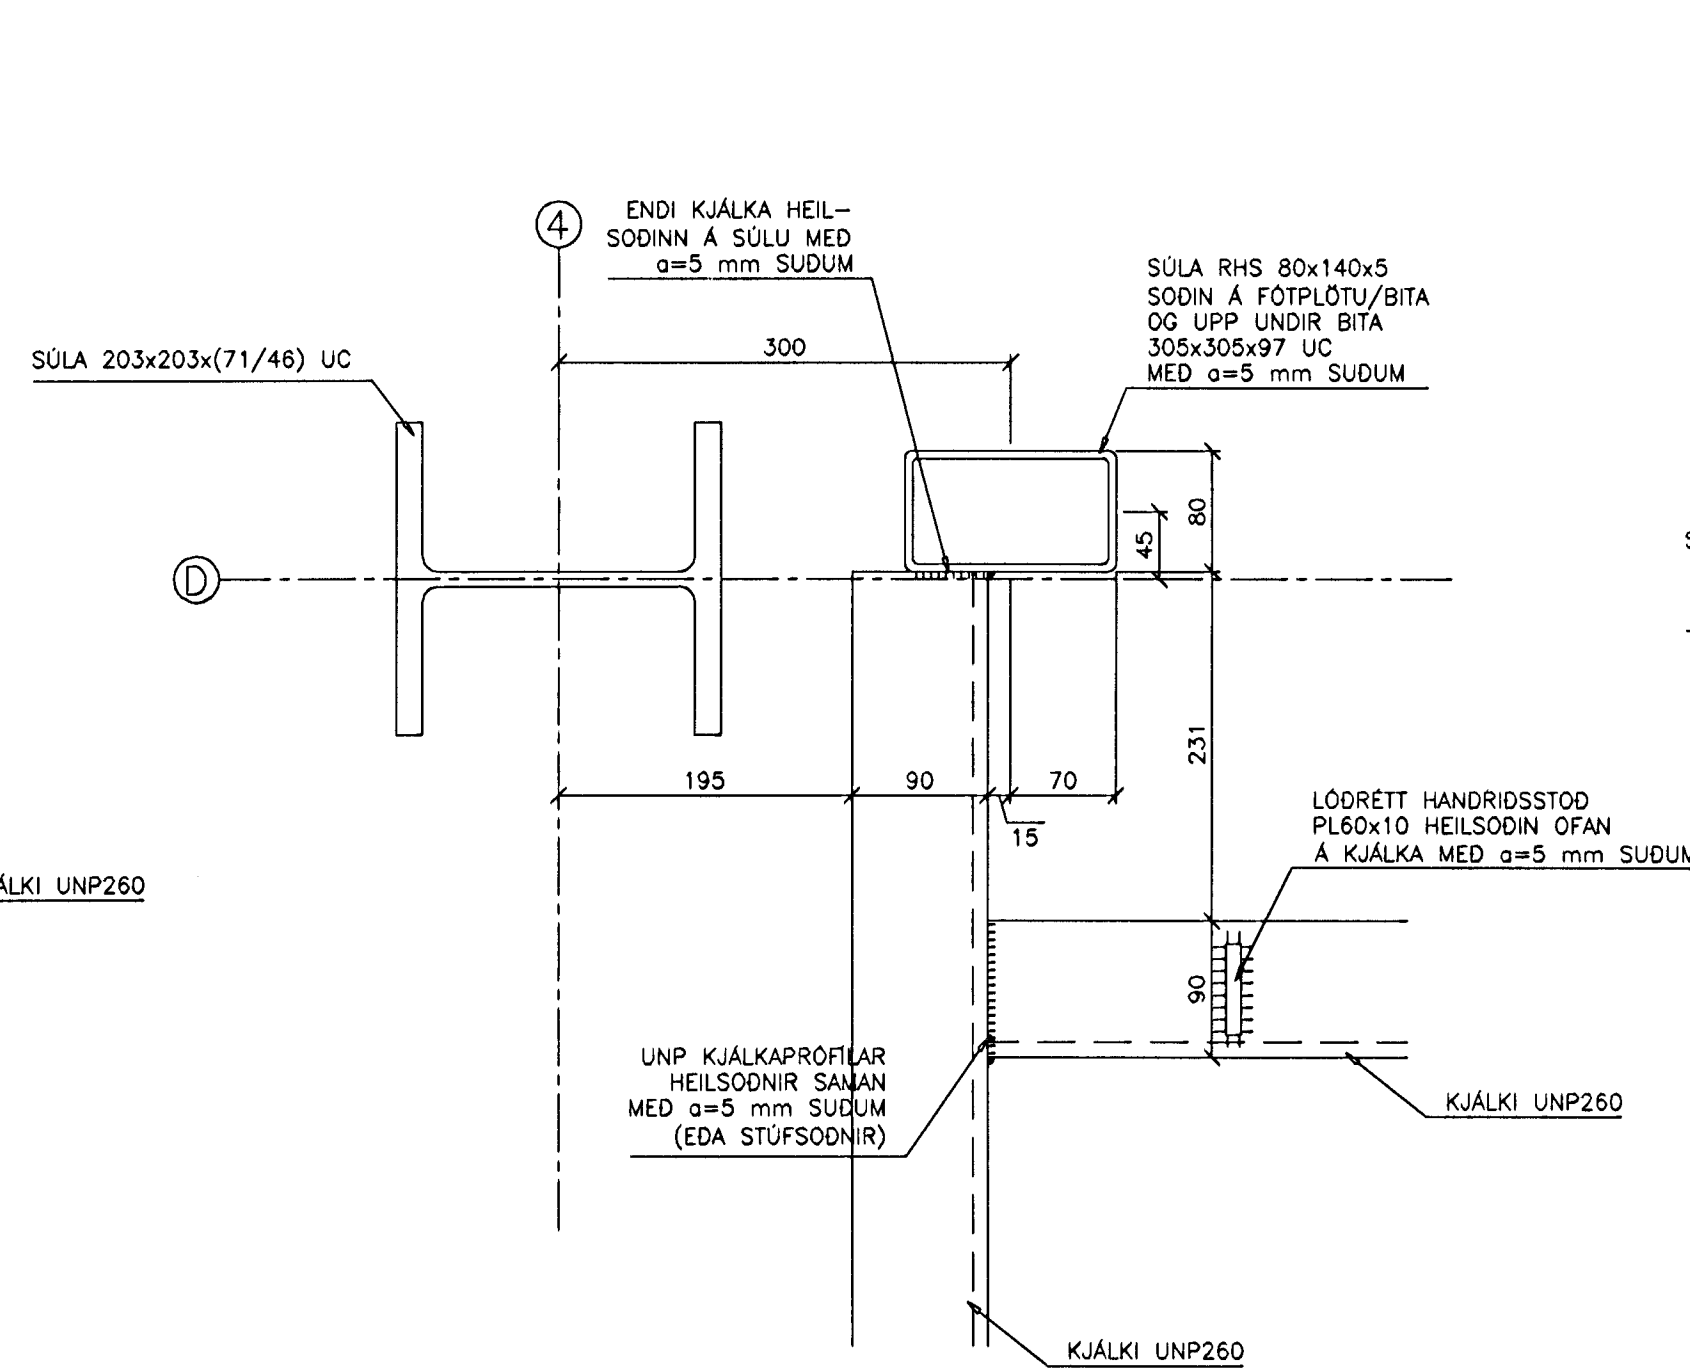 4
ENDI KJÁLKA HEIL–
SOÐINN Á SÚLU MEÐ
a=5 mm SUÐUM
SÚLA RHS 80x140x5
SOÐIN Á FÓTPLÖTU/BITA
OG UPP UNDIR BITA
305x305x97 UC
MEÐ a=5 mm SUÐUM
SÚLA 203x203x(71/46) UC
300
80
45
D
231
195
90
70
15
LÓÐRÉTT HANDRIÐSSTOÐ
PL60x10 HEILSOÐIN OFAN
Á KJÁLKA MEÐ a=5 mm SUÐUM
ÁLKI UNP260
90
UNP KJÁLKAPRÓFÍLAR
HEILSOÐNIR SAMAN
MEÐ a=5 mm SUÐUM
(EÐA STÚFSOÐNIR)
KJÁLKI UNP260
KJÁLKI UNP260